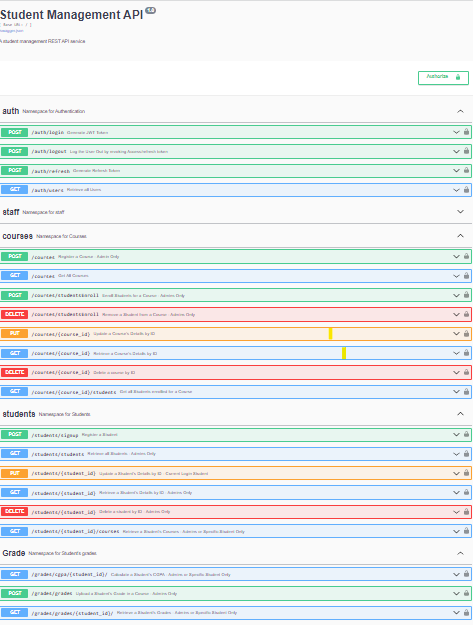 Student Management API 1.0
[ Base URL: / ]
/swagger.json
A student management REST API service
Authorize
auth Namespace for Authentication
POST /auth/login Generate JWT Token
POST /auth/logout Log the User Out by revoking Access/refresh token
POST /auth/refresh Generate Refresh Token
GET /auth/users Retrieve all Users
staff Namespace for staff
courses Namespace for Courses
POST /courses Register a Course - Admin Only
GET /courses Get All Courses
POST /courses/studentsEnroll Enroll Students for a Course - Admins Only
DELETE /courses/studentsEnroll Remove a Student from a Course - Admins Only
PUT /courses/{course_id} Update a Course's Details by ID
GET /courses/{course_id} Retrieve a Course's Details by ID
DELETE /courses/{course_id} Delete a course by ID
GET /courses/{course_id}/students Get all Students enrolled for a Course
students Namespace for Students
POST /students/signup Register a Student
GET /students/students Retrieve all Students - Admins Only
PUT /students/{student_id} Update a Student's Details by ID - Current Login Student
GET /students/{student_id} Retrieve a Student's Details by ID - Admins Only
DELETE /students/{student_id} Delete a student by ID - Admins Only
GET /students/{student_id}/courses Retrieve a Student's Courses - Admins or Specific Student Only
Grade Namespace for Student's grades
GET /grades/cgpa/{student_id}/ Calculate a Student's CGPA - Admins or Specific Student Only
POST /grades/grades Upload a Student's Grade in a Course - Admins Only
GET /grades/grades/{student_id}/ Retrieve a Student's Grades - Admins or Specific Student Only